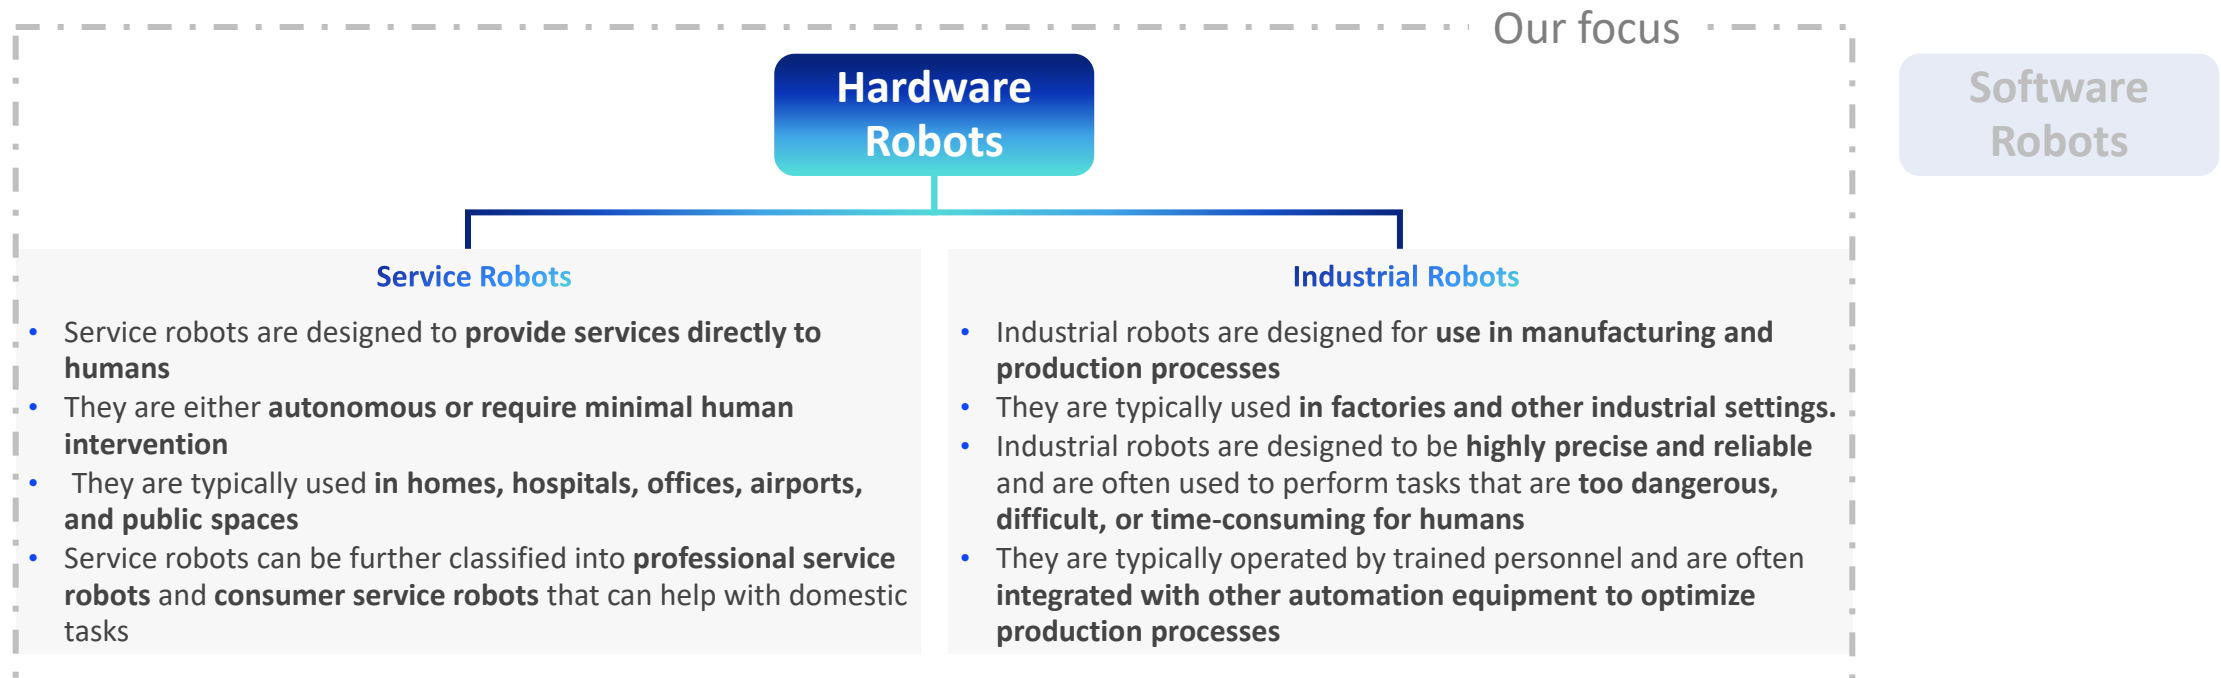 Our focus
Hardware
Robots
Software
Robots
Service Robots
• Service robots are designed to provide services directly to
humans
• They are either autonomous or require minimal human
intervention
• They are typically used in homes, hospitals, offices, airports,
and public spaces
• Service robots can be further classified into professional service
robots and consumer service robots that can help with domestic
tasks
Industrial Robots
• Industrial robots are designed for use in manufacturing and
production processes
• They are typically used in factories and other industrial settings.
• Industrial robots are designed to be highly precise and reliable
and are often used to perform tasks that are too dangerous,
difficult, or time-consuming for humans
• They are typically operated by trained personnel and are often
integrated with other automation equipment to optimize
production processes